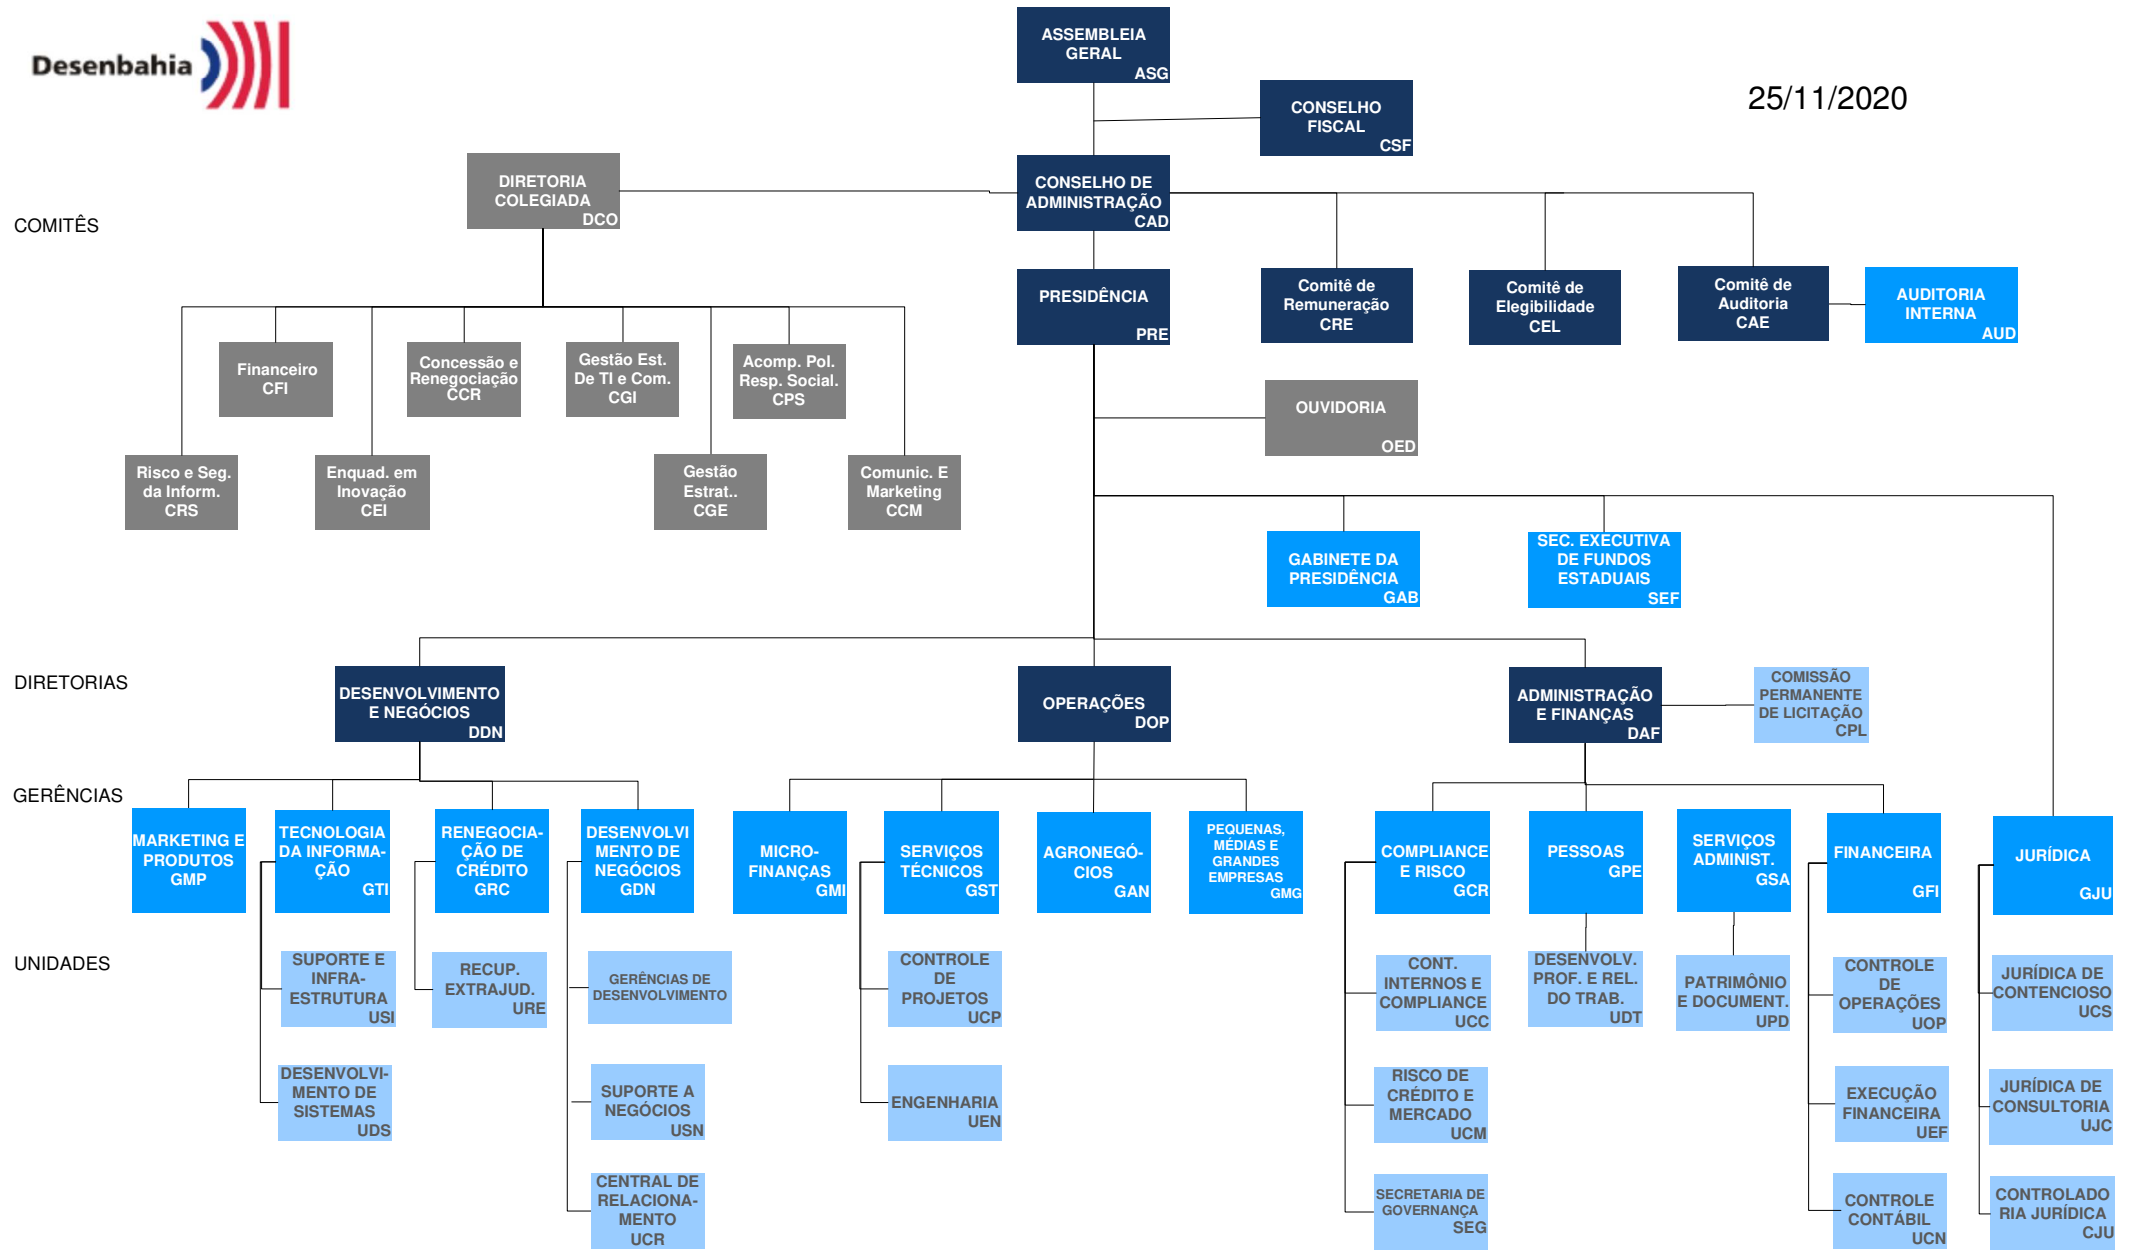 Desenbahia
ASSEMBLEIA
GERAL
ASG
25/11/2020
CONSELHO
FISCAL
CSF
DIRETORIA
COLEGIADA
DCO
CONSELHO DE
ADMINISTRAÇÃO
CAD
COMITÊS
PRESIDÊNCIA
PRE
Comitê de
Remuneração
CRE
Comitê de
Elegibilidade
CEL
Comitê de
Auditoria
CAE
AUDITORIA
INTERNA
AUD
Financeiro
CFI
Concessão e
Renegociação
CCR
Gestão Est.
De TI e Com.
CGI
Acomp. Pol.
Resp. Social.
CPS
OUVIDORIA
OED
Risco e Seg.
da Inform.
CRS
Enquad. em
Inovação
CEI
Gestão
Estrat..
CGE
Comunic. E
Marketing
CCM
GABINETE DA
PRESIDÊNCIA
GAB
SEC. EXECUTIVA
DE FUNDOS
ESTADUAIS
SEF
DIRETORIAS
DESENVOLVIMENTO
E NEGÓCIOS
DDN
OPERAÇÕES
DOP
ADMINISTRAÇÃO
E FINANÇAS
DAF
COMISSÃO
PERMANENTE
DE LICITAÇÃO
CPL
GERÊNCIAS
MARKETING E
PRODUTOS
GMP
TECNOLOGIA
DA INFORMA-
ÇÃO
GTI
RENEGOCIA-
ÇÃO DE
CRÉDITO
GRC
DESENVOLVI
MENTO DE
NEGÓCIOS
GDN
MICRO-
FINANÇAS
GMI
SERVIÇOS
TÉCNICOS
GST
AGRONEGÓ-
CIOS
GAN
PEQUENAS,
MÉDIAS E
GRANDES
EMPRESAS
GMG
COMPLIANCE
E RISCO
GCR
PESSOAS
GPE
SERVIÇOS
ADMINIST.
GSA
FINANCEIRA
GFI
JURÍDICA
GJU
UNIDADES
SUPORTE E
INFRA-
ESTRUTURA
USI
RECUP.
EXTRAJUD.
URE
GERÊNCIAS DE
DESENVOLVIMENTO
CONTROLE
DE
PROJETOS
UCP
CONT.
INTERNOS E
COMPLIANCE
UCC
DESENVOLV.
PROF. E REL.
DO TRAB.
UDT
PATRIMÔNIO
E DOCUMENT.
UPD
CONTROLE
DE
OPERAÇÕES
UOP
JURÍDICA DE
CONTENCIOSO
UCS
DESENVOLVI-
MENTO DE
SISTEMAS
UDS
SUPORTE A
NEGÓCIOS
USN
ENGENHARIA
UEN
RISCO DE
CRÉDITO E
MERCADO
UCM
EXECUÇÃO
FINANCEIRA
UEF
JURÍDICA DE
CONSULTORIA
UJC
CENTRAL DE
RELACIONA-
MENTO
UCR
SECRETARIA DE
GOVERNANÇA
SEG
CONTROLE
CONTÁBIL
UCN
CONTROLADO
RIA JURÍDICA
CJU